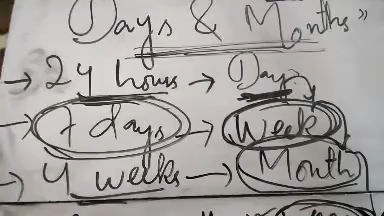 Days & Months"
→ 24 hours → Day
→ 7 days → Week
→ 4 weeks → Month